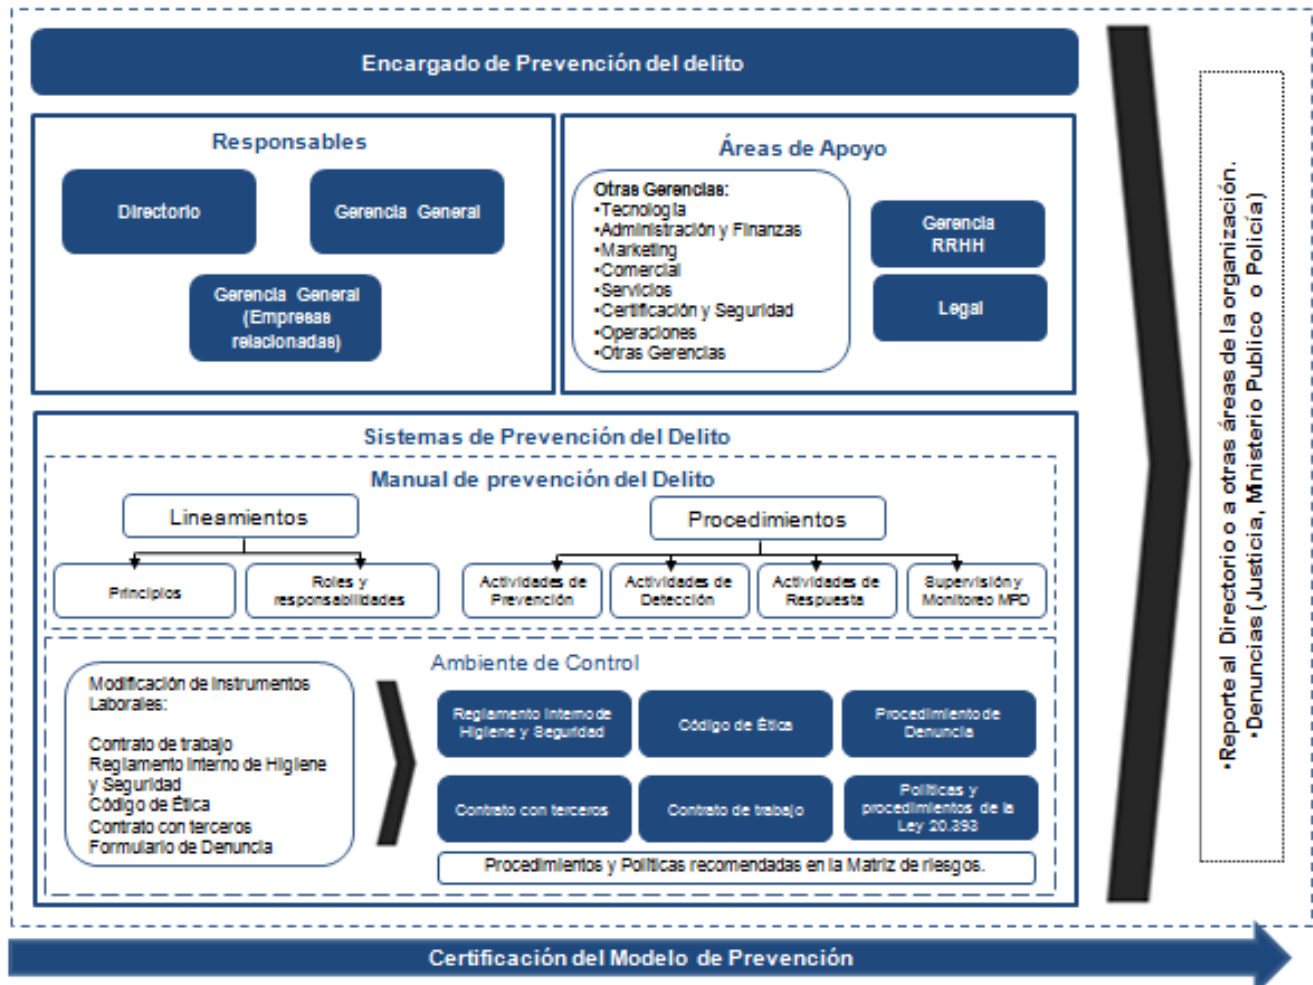 Encargado de Prevención del delito
Responsables
Directorio
Gerencia General
Gerencia General
(Empresas
relacionadas)
Áreas de Apoyo
Otras Gerencias:
•Tecnología
•Administración y Finanzas
•Marketing
•Comercial
•Servicios
•Certificación y Seguridad
•Operaciones
•Otras Gerencias
Gerencia
RRHH
Legal
Sistemas de Prevención del Delito
Manual de prevención del Delito
Lineamientos
Procedimientos
Principios
Roles y
responsabilidades
Actividades de
Prevención
Actividades de
Detección
Actividades de
Respuesta
Supervisión y
Monitoreo MPD
Ambiente de Control
Modificación de Instrumentos
Laborales:
Contrato de trabajo
Reglamento Interno de Higiene
y Seguridad
Código de Ética
Contrato con terceros
Formulario de Denuncia
Reglamento Interno de
Higiene y Seguridad
Código de Ética
Procedimiento de
Denuncia
Contrato con terceros
Contrato de trabajo
Políticas y
procedimientos de la
Ley 20.393
Procedimientos y Políticas recomendadas en la Matriz de riesgos.
•Reporte al Directorio o a otras áreas de la organización.
•Denuncias (Justicia, Ministerio Publico o Policía)
Certificación del Modelo de Prevención